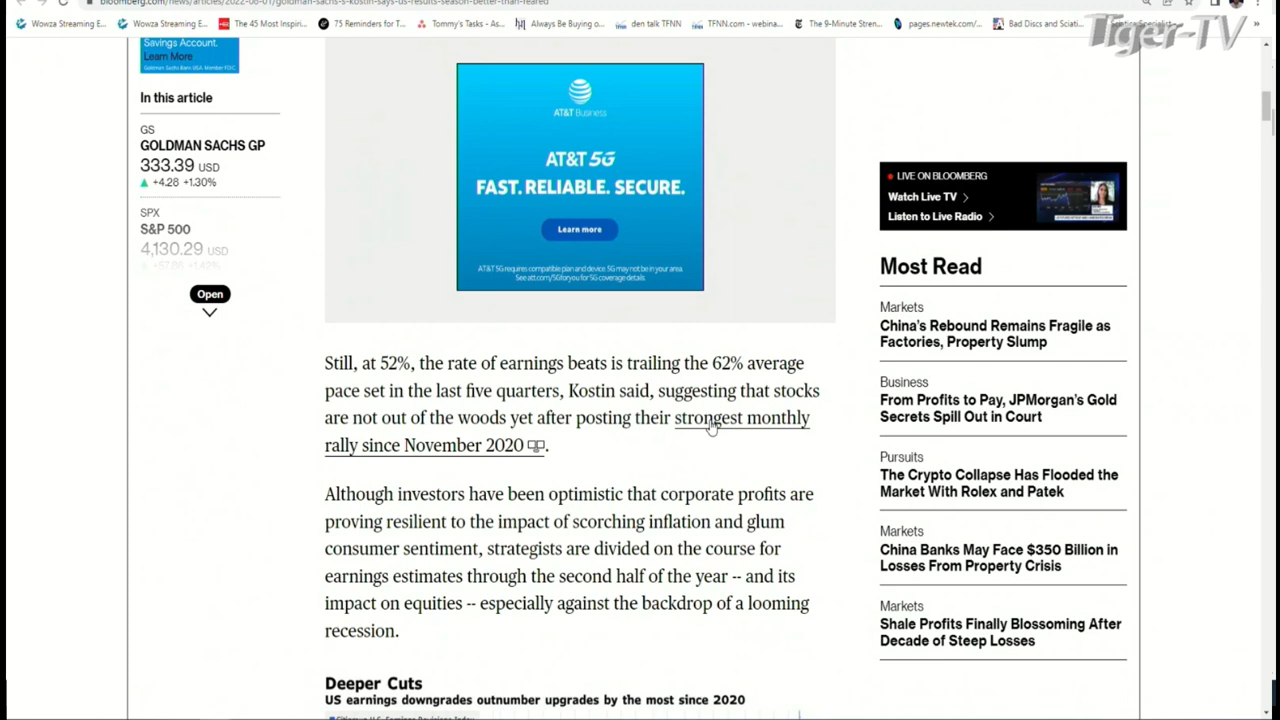 bloomberg.com/news/articles/2022-08-01/goldman-sachs-s-kostin-says-us-results-season-better-than-feared
Wowza Streaming E...
Wowza Streaming E...
The 45 Most Inspiri...
75 Reminders for T...
Tommy's Tasks - As...
Always Be Buying o...
den talk TFNN
TFNN.com - webina...
The 9-Minute Stren...
pages.newtek.com/...
Bad Discs and Sciati...
Tiger-TV
Savings Account.
Learn More
Goldman Sachs Bank USA. Member FDIC.
In this article
GS
GOLDMAN SACHS GP
333.39 USD
▲ +4.28 +1.30%
SPX
S&P 500
4,130.29 USD
▲ +57.86 +1.42%
Open
AT&T Business
AT&T 5G
FAST. RELIABLE. SECURE.
Learn more
AT&T 5G requires compatible plan and device. 5G may not be in your area.
See att.com/5Gforyou for 5G coverage details.
Still, at 52%, the rate of earnings beats is trailing the 62% average
pace set in the last five quarters, Kostin said, suggesting that stocks
are not out of the woods yet after posting their strongest monthly
rally since November 2020.
Although investors have been optimistic that corporate profits are
proving resilient to the impact of scorching inflation and glum
consumer sentiment, strategists are divided on the course for
earnings estimates through the second half of the year -- and its
impact on equities -- especially against the backdrop of a looming
recession.
Deeper Cuts
US earnings downgrades outnumber upgrades by the most since 2020
LIVE ON BLOOMBERG
Watch Live TV
Listen to Live Radio
Most Read
Markets
China's Rebound Remains Fragile as
Factories, Property Slump
Business
From Profits to Pay, JPMorgan's Gold
Secrets Spill Out in Court
Pursuits
The Crypto Collapse Has Flooded the
Market With Rolex and Patek
Markets
China Banks May Face $350 Billion in
Losses From Property Crisis
Markets
Shale Profits Finally Blossoming After
Decade of Steep Losses